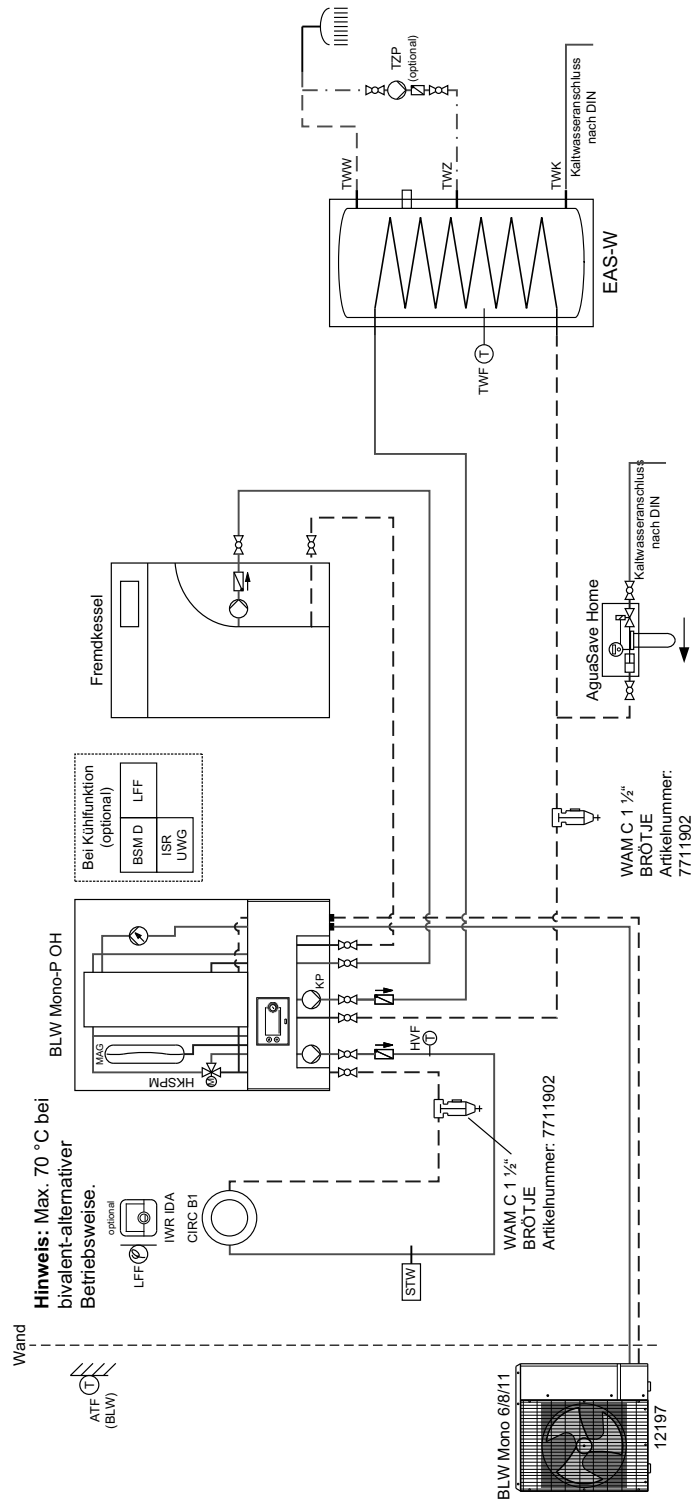 Wand
ATF
T
(BLW)
Hinweis: Max. 70 °C bei
bivalent-alternativer
Betriebsweise.
LFF
optional
IWR IDA
CIRC B1
STW
BLW Mono 6/8/11
12197
BLW Mono-P OH
MAG
HKSPM
M
KP
HVF
T
WAM C 1 ½“
BRÖTJE
Artikelnummer: 7711902
Bei Kühlfunktion
(optional)
BSM D
LFF
ISR
UWG
Fremdkessel
WAM C 1 ½“
BRÖTJE
Artikelnummer:
7711902
AguaSave Home
Kaltwasseranschluss
nach DIN
TWF
T
EAS-W
TWW
TWZ
TWK
TZP
(optional)
Kaltwasseranschluss
nach DIN